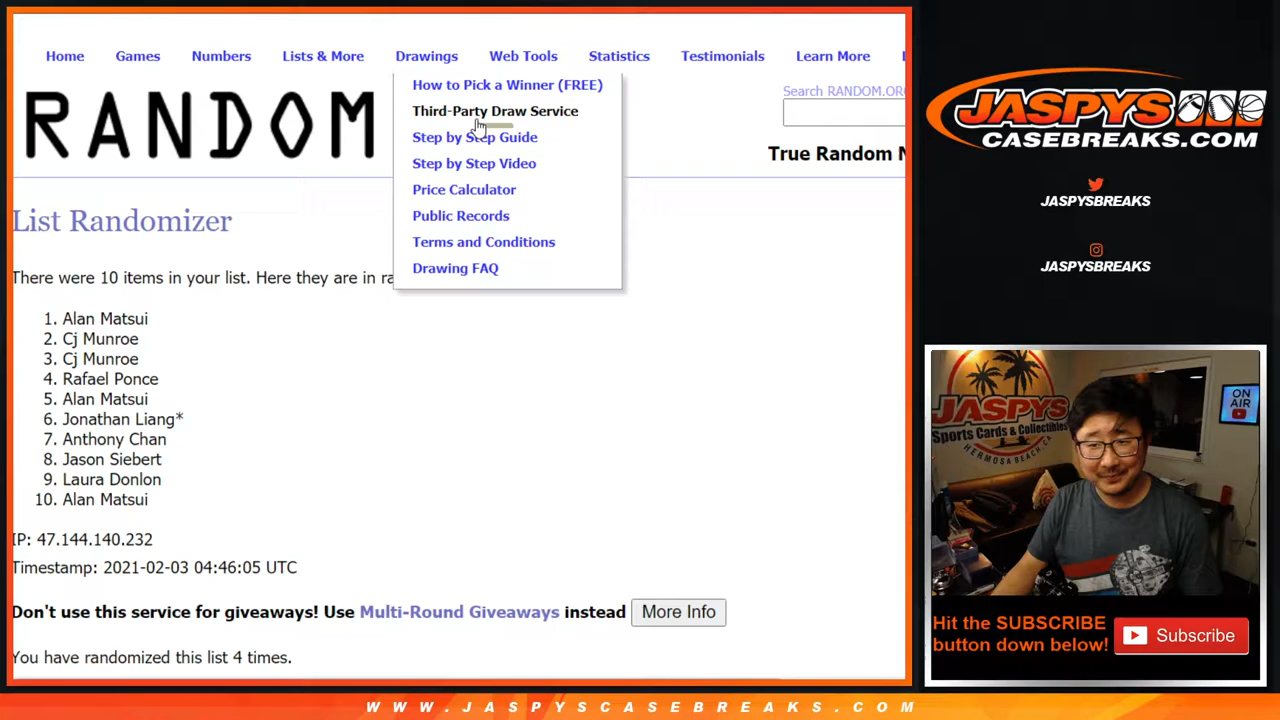 Home Games Numbers Lists & More Drawings Web Tools Statistics Testimonials Learn More
How to Pick a Winner (FREE)
Third-Party Draw Service
Step by Step Guide
Step by Step Video
Price Calculator
Public Records
Terms and Conditions
Drawing FAQ
RANDOM
Search RANDOM.ORG
True Random N
List Randomizer
There were 10 items in your list. Here they are in ra
1. Alan Matsui
2. Cj Munroe
3. Cj Munroe
4. Rafael Ponce
5. Alan Matsui
6. Jonathan Liang*
7. Anthony Chan
8. Jason Siebert
9. Laura Donlon
10. Alan Matsui
IP: 47.144.140.232
Timestamp: 2021-02-03 04:46:05 UTC
Don't use this service for giveaways! Use Multi-Round Giveaways instead More Info
You have randomized this list 4 times.
JASPYS
CASEBREAKS.COM
JASPYSBREAKS
JASPYSBREAKS
JASPYS
Sports Cards & Collectibles
HERMOSA BEACH, CA
ON
AIR
Hit the SUBSCRIBE
button down below!
Subscribe
WWW.JASPYSCASEBREAKS.COM